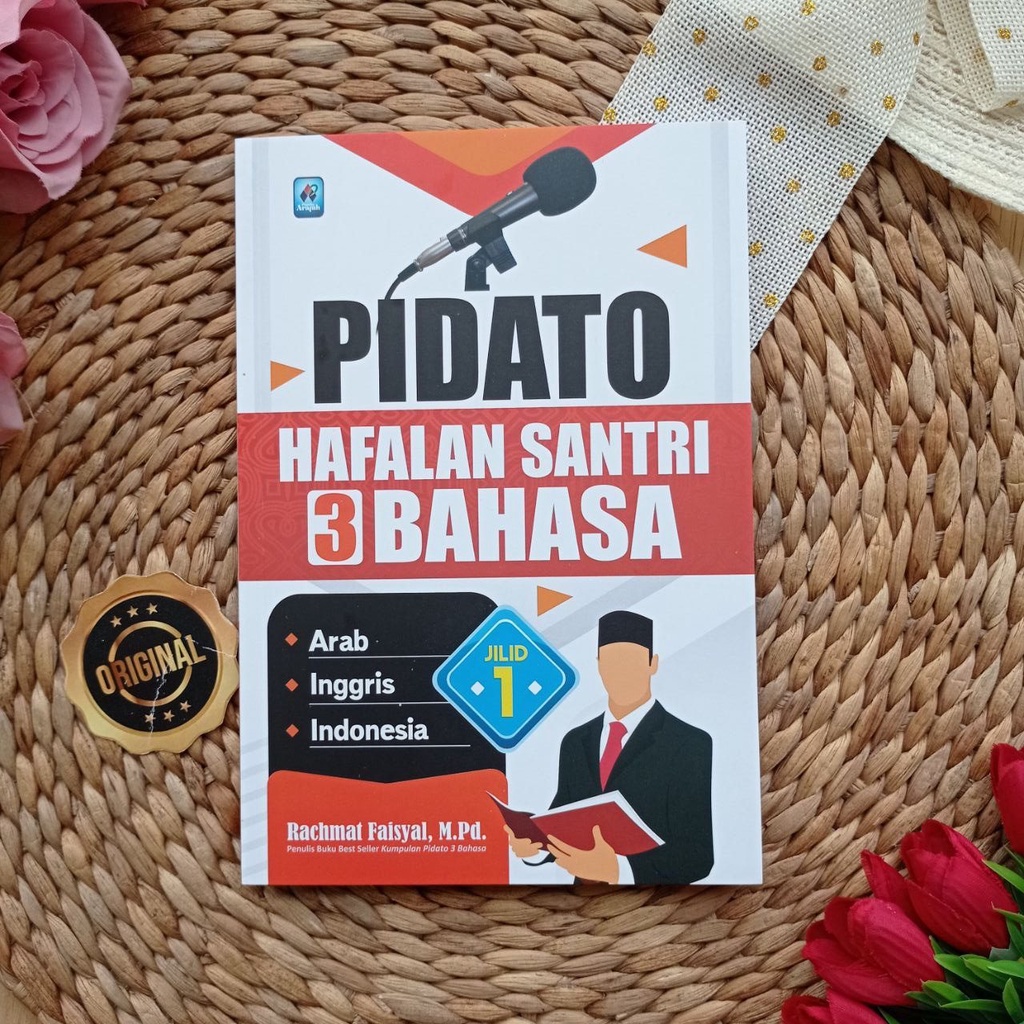 Arafah
PIDATO
HAFALAN SANTRI
3 BAHASA
Arab
Inggris
Indonesia
JILID
1
Rachmat Faisyal, M.Pd.
Penulis Buku Best Seller Kumpulan Pidato 3 Bahasa
ORIGINAL